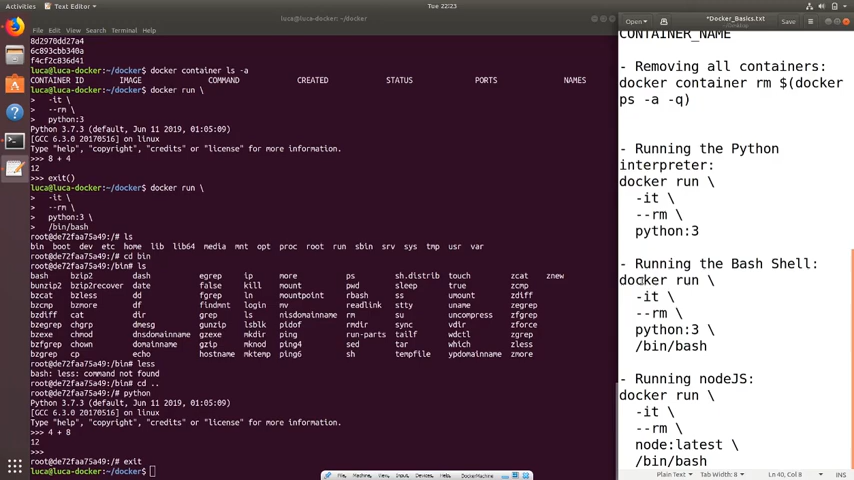 Activities
Text Editor
Tue 22:23
luca@luca-docker: ~/docker
File Edit View Search Terminal Help
8d2970dd27a4
6c893cbb340a
f4cf2c836d41
luca@luca-docker:~/docker$ docker container ls -a
CONTAINER ID IMAGE COMMAND CREATED STATUS PORTS NAMES
luca@luca-docker:~/docker$ docker run \
> -it \
> --rm \
> python:3
Python 3.7.3 (default, Jun 11 2019, 01:05:09)
[GCC 6.3.0 20170516] on linux
Type "help", "copyright", "credits" or "license" for more information.
>>> 8 + 4
12
>>> exit()
luca@luca-docker:~/docker$ docker run \
> -it \
> --rm \
> python:3 \
> /bin/bash
root@de72faa75a49:/# ls
bin boot dev etc home lib lib64 media mnt opt proc root run sbin srv sys tmp usr var
root@de72faa75a49:/# cd bin
root@de72faa75a49:/bin# ls
bash bzip2 dash egrep ip more ps sh.distrib touch zcat znew
bunzip2 bzip2recover date false kill mount pwd sleep true zcmp
bzcat bzless dd fgrep ln mountpoint rbash ss umount zdiff
bzcmp bzmore df findmnt login mv readlink stty uname zegrep
bzdiff cat dir grep ls nisdomainname rm su uncompress zfgrep
bzegrep chgrp dmesg gunzip lsblk pidof rmdir sync vdir zforce
bzexe chmod dnsdomainname gzexe mkdir ping run-parts tailf wdctl zgrep
bzfgrep chown domainname gzip mknod ping4 sed tar which zless
bzgrep cp echo hostname mktemp ping6 sh tempfile ypdomainname zmore
root@de72faa75a49:/bin# less
bash: less: command not found
root@de72faa75a49:/bin# cd ..
root@de72faa75a49:/# python
Python 3.7.3 (default, Jun 11 2019, 01:05:09)
[GCC 6.3.0 20170516] on linux
Type "help", "copyright", "credits" or "license" for more information.
>>> 4 + 8
12
>>>
root@de72faa75a49:/# exit
luca@luca-docker:~/docker$
File Machine View Input Devices Help DockerMachine
Open
*Docker_Basics.txt
Save
CONTAINER_NAME
- Removing all containers:
docker container rm $(docker
ps -a -q)
- Running the Python
interpreter:
docker run \
-it \
--rm \
python:3
- Running the Bash Shell:
docker run \
-it \
--rm \
python:3 \
/bin/bash
- Running nodeJS:
docker run \
-it \
--rm \
node:latest \
/bin/bash
Plain Text
Tab Width: 8
Ln 40, Col 8
INS